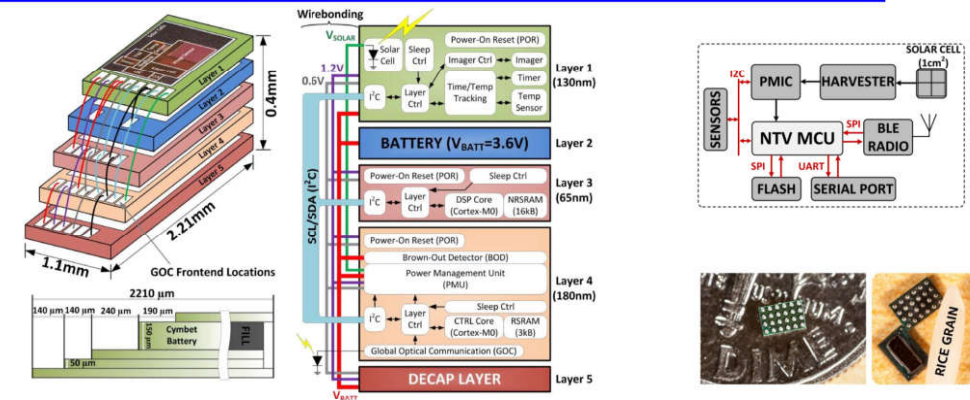 Layer 1
Layer 2
Layer 3
Layer 4
Layer 5
0.4mm
2.21mm
1.1mm
GOC Frontend Locations
2210 µm
140 µm
140 µm
240 µm
190 µm
150 µm
Cymbet
Battery
FILL
50 µm
Wirebonding
VSOLAR
1.2V
0.6V
SCL/SDA (I²C)
VBATT
Solar
Cell
Sleep
Ctrl
Power-On Reset (POR)
Imager Ctrl
Imager
Timer
I²C
Layer
Ctrl
Time/Temp
Tracking
Temp
Sensor
Layer 1
(130nm)
BATTERY (VBATT=3.6V)
Layer 2
Power-On Reset (POR)
Sleep Ctrl
I²C
Layer
Ctrl
DSP Core
(Cortex-M0)
NRSRAM
(16kB)
Layer 3
(65nm)
Power-On Reset (POR)
Brown-Out Detector (BOD)
Power Management Unit
(PMU)
Sleep Ctrl
I²C
Layer
Ctrl
CTRL Core
(Cortex-M0)
RSRAM
(3kB)
Global Optical Communication (GOC)
Layer 4
(180nm)
DECAP LAYER
Layer 5
SOLAR CELL
(1cm²)
I2C
PMIC
HARVESTER
SENSORS
NTV MCU
SPI
BLE
RADIO
SPI
UART
FLASH
SERIAL PORT
DIME
RICE GRAIN